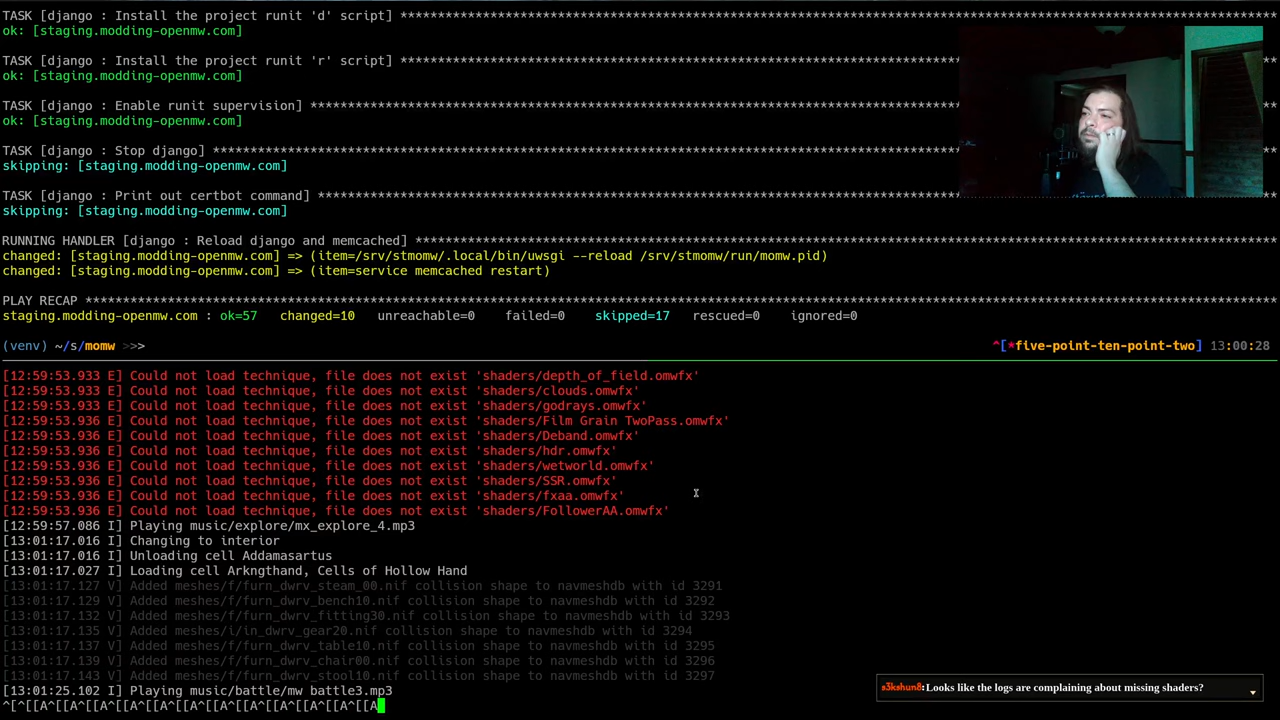 TASK [django : Install the project runit 'd' script] ******************************************************************************
ok: [staging.modding-openmw.com]
TASK [django : Install the project runit 'r' script] ******************************************************************************
ok: [staging.modding-openmw.com]
TASK [django : Enable runit supervision] ******************************************************************************
ok: [staging.modding-openmw.com]
TASK [django : Stop django] ******************************************************************************
skipping: [staging.modding-openmw.com]
TASK [django : Print out certbot command] ******************************************************************************
skipping: [staging.modding-openmw.com]
RUNNING HANDLER [django : Reload django and memcached] ******************************************************************************
changed: [staging.modding-openmw.com] => (item=/srv/stmomw/.local/bin/uwsgi --reload /srv/stmomw/run/momw.pid)
changed: [staging.modding-openmw.com] => (item=service memcached restart)
PLAY RECAP ******************************************************************************
staging.modding-openmw.com : ok=57 changed=10 unreachable=0 failed=0 skipped=17 rescued=0 ignored=0
(venv) ~/s/momw >>> ^[*five-point-ten-point-two] 13:00:28
[12:59:53.933 E] Could not load technique, file does not exist 'shaders/depth_of_field.omwfx'
[12:59:53.933 E] Could not load technique, file does not exist 'shaders/clouds.omwfx'
[12:59:53.933 E] Could not load technique, file does not exist 'shaders/godrays.omwfx'
[12:59:53.936 E] Could not load technique, file does not exist 'shaders/Film Grain TwoPass.omwfx'
[12:59:53.936 E] Could not load technique, file does not exist 'shaders/Deband.omwfx'
[12:59:53.936 E] Could not load technique, file does not exist 'shaders/hdr.omwfx'
[12:59:53.936 E] Could not load technique, file does not exist 'shaders/wetworld.omwfx'
[12:59:53.936 E] Could not load technique, file does not exist 'shaders/SSR.omwfx'
[12:59:53.936 E] Could not load technique, file does not exist 'shaders/fxaa.omwfx'
[12:59:53.936 E] Could not load technique, file does not exist 'shaders/FollowerAA.omwfx'
[12:59:57.086 I] Playing music/explore/mx_explore_4.mp3
[13:01:17.016 I] Changing to interior
[13:01:17.016 I] Unloading cell Addamasartus
[13:01:17.027 I] Loading cell Arkngthand, Cells of Hollow Hand
[13:01:17.127 V] Added meshes/f/furn_dwrv_steam_00.nif collision shape to navmeshdb with id 3291
[13:01:17.129 V] Added meshes/f/furn_dwrv_bench10.nif collision shape to navmeshdb with id 3292
[13:01:17.132 V] Added meshes/f/furn_dwrv_fitting30.nif collision shape to navmeshdb with id 3293
[13:01:17.135 V] Added meshes/i/in_dwrv_gear20.nif collision shape to navmeshdb with id 3294
[13:01:17.137 V] Added meshes/f/furn_dwrv_table10.nif collision shape to navmeshdb with id 3295
[13:01:17.139 V] Added meshes/f/furn_dwrv_chair00.nif collision shape to navmeshdb with id 3296
[13:01:17.143 V] Added meshes/f/furn_dwrv_stool10.nif collision shape to navmeshdb with id 3297
[13:01:25.102 I] Playing music/battle/mw battle3.mp3
^[^[[A^[[A^[[A^[[A^[[A^[[A^[[A^[[A^[[A^[[A^[[A^[[A
s3kshun8: Looks like the logs are complaining about missing shaders?